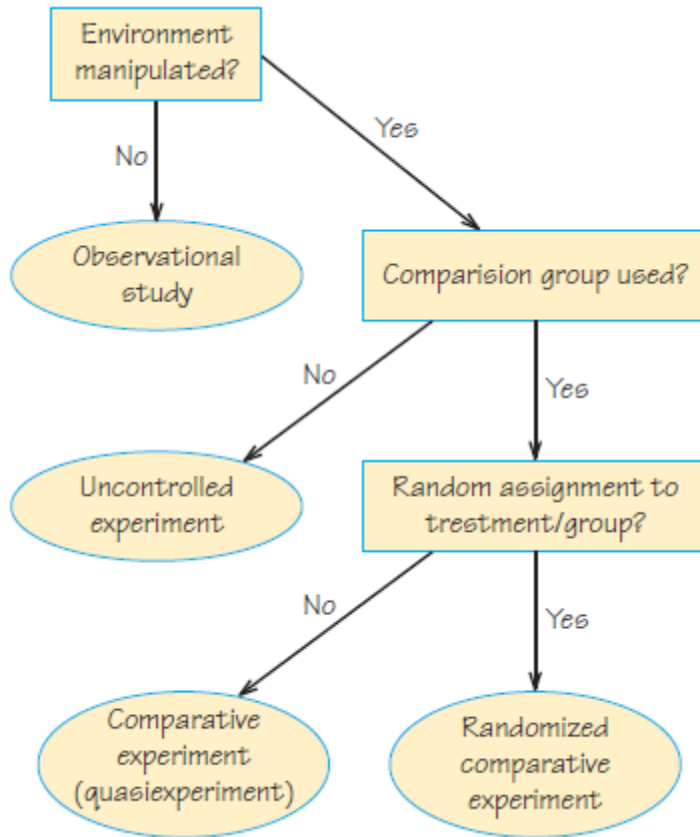 Environment
manipulated?
Yes
No
Observational
study
Comparision group used?
No
Yes
Uncontrolled
experiment
Random assignment to
trestment/group?
No
Yes
Comparative
experiment
(quasiexperiment)
Randomized
comparative
experiment